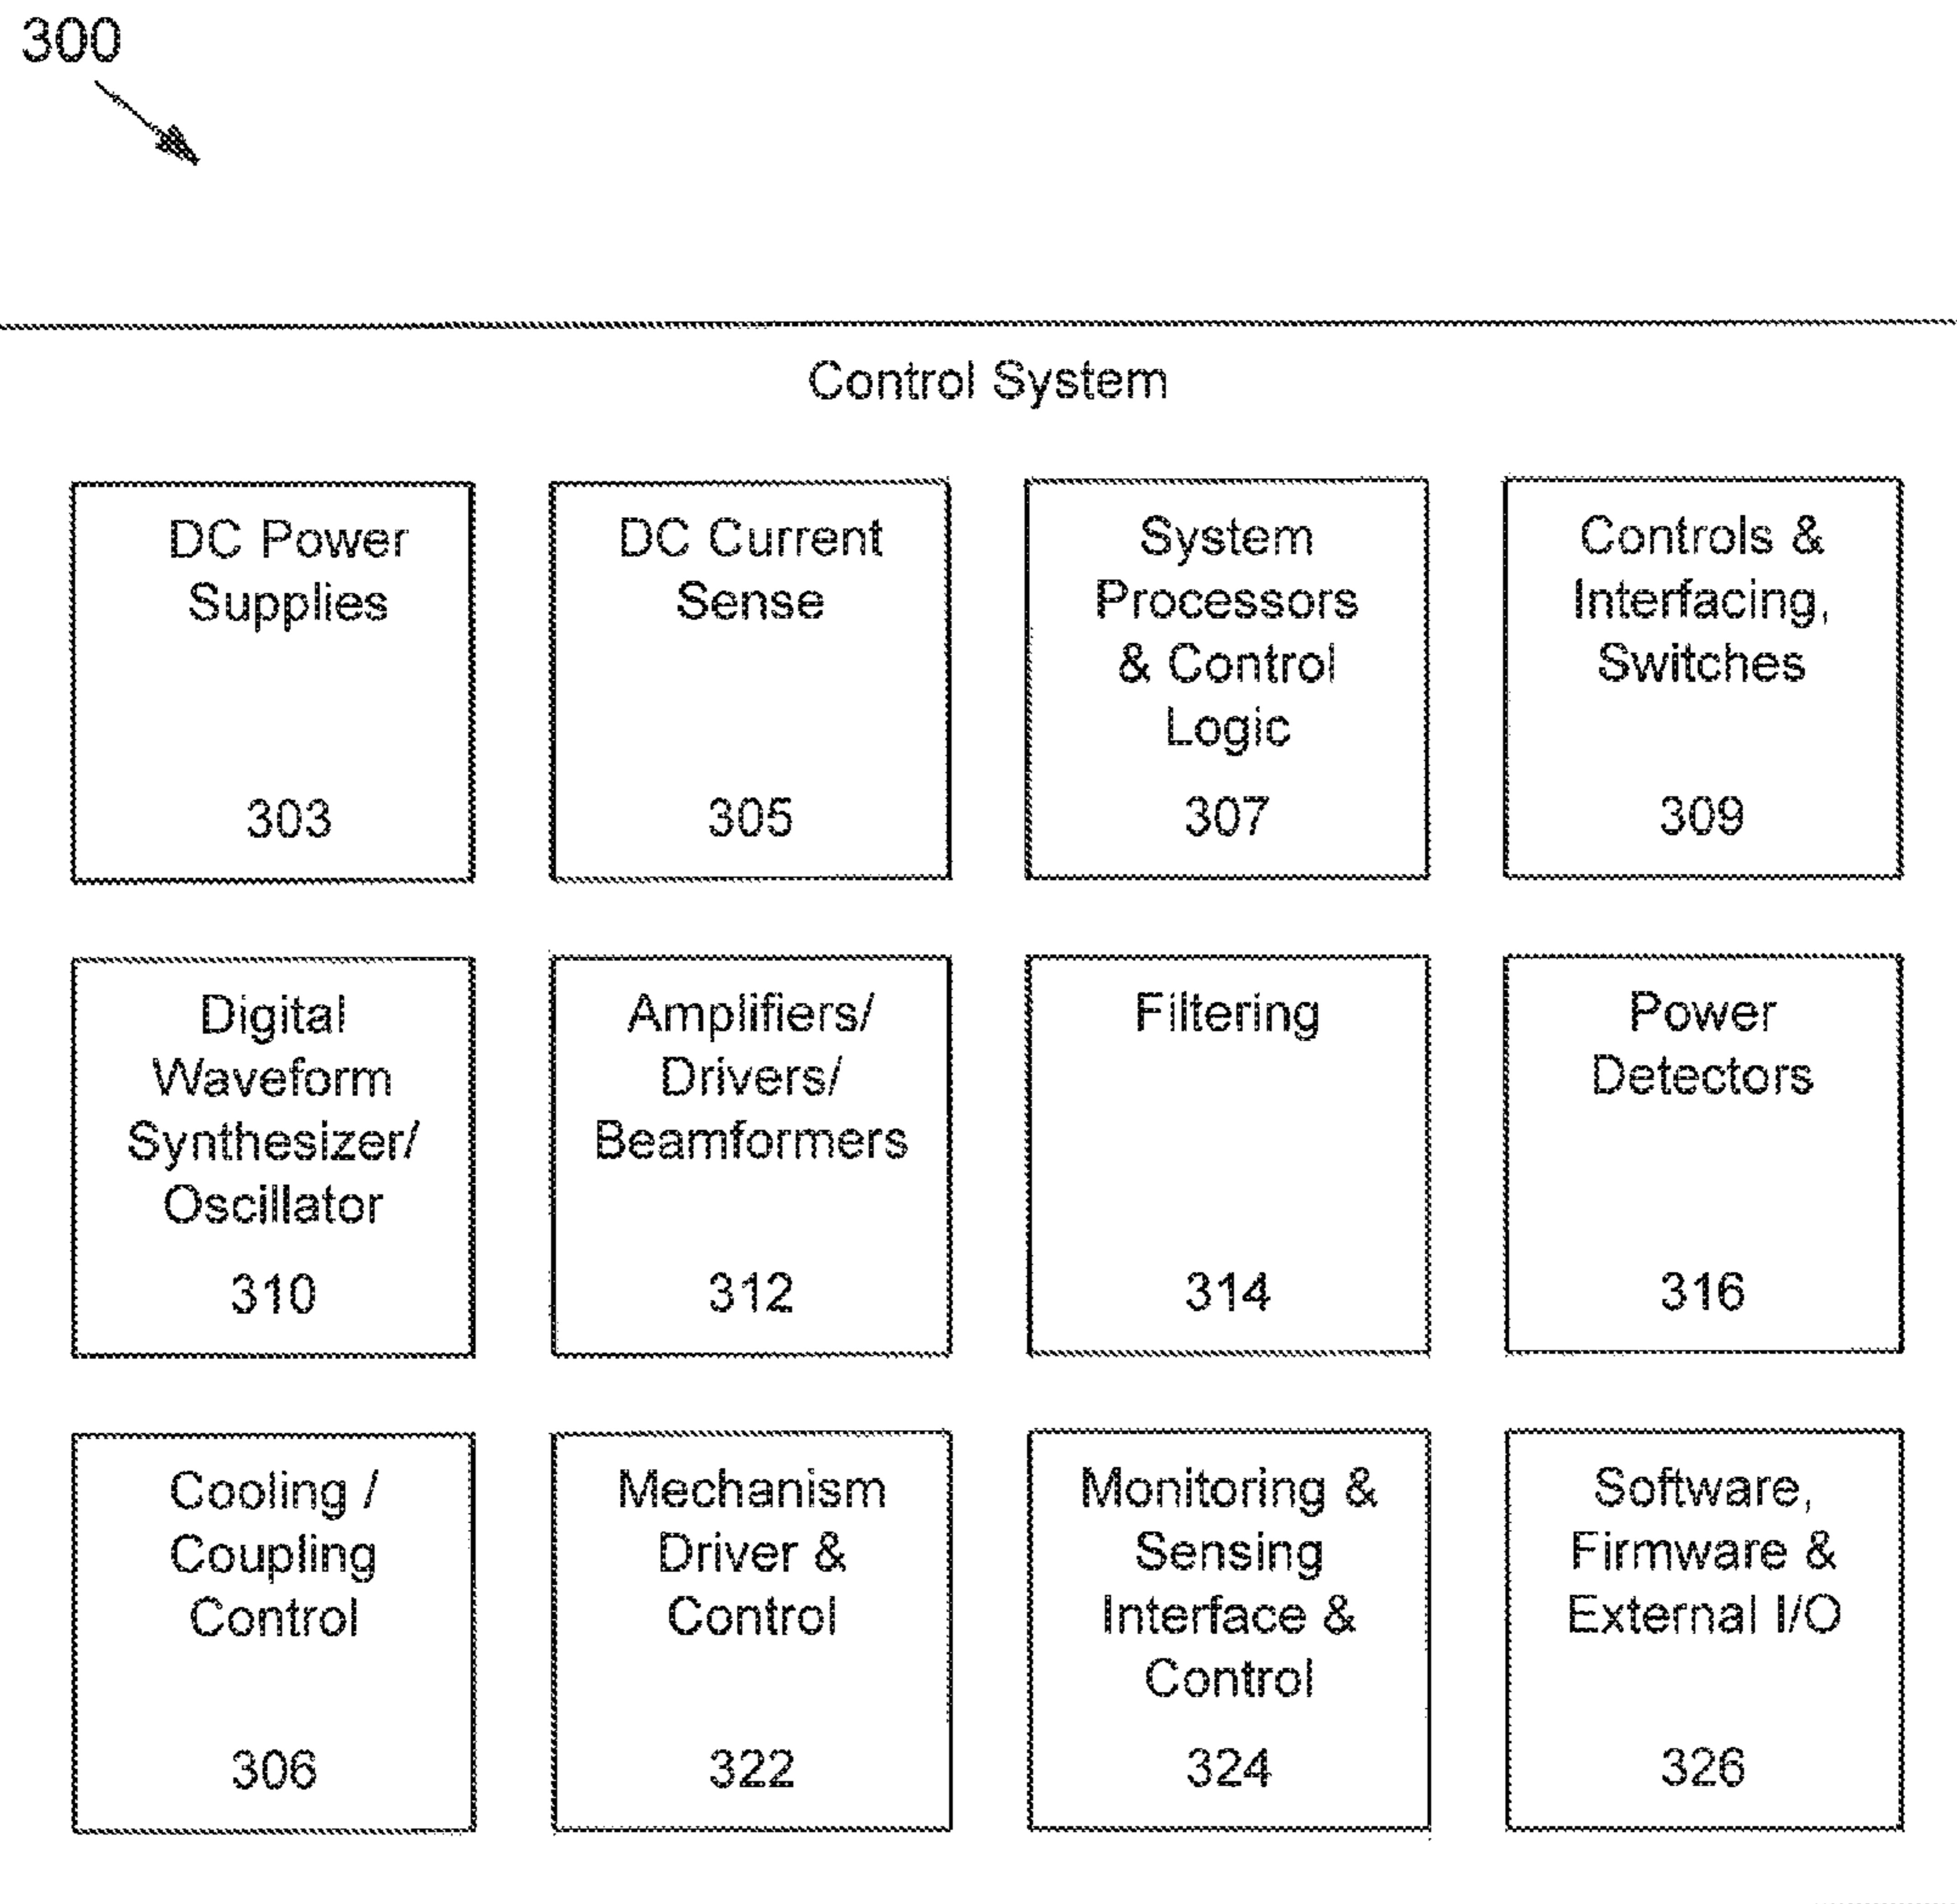 300
Control System
DC Power
Supplies
303
DC Current
Sense
305
System
Processors
& Control
Logic
307
Controls &
Interfacing,
Switches
309
Digital
Waveform
Synthesizer/
Oscillator
310
Amplifiers/
Drivers/
Beamformers
312
Filtering
314
Power
Detectors
316
Cooling /
Coupling
Control
306
Mechanism
Driver &
Control
322
Monitoring &
Sensing
Interface &
Control
324
Software,
Firmware &
External I/O
326